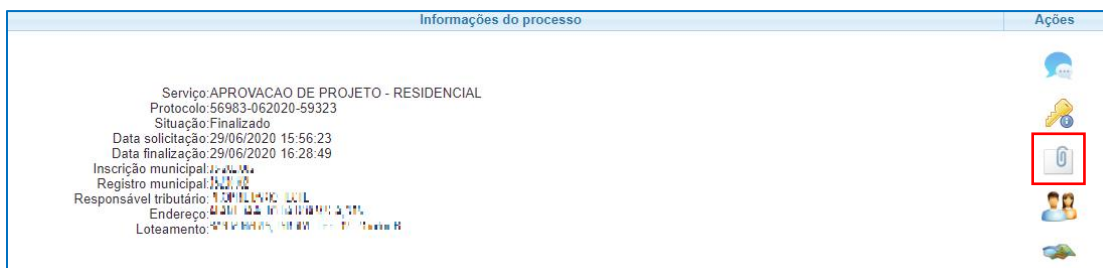 Informações do processo
Ações
Serviço:APROVACAO DE PROJETO - RESIDENCIAL
Protocolo:56983-062020-59323
Situação:Finalizado
Data solicitação:29/06/2020 15:56:23
Data finalização:29/06/2020 16:28:49
Inscrição municipal:
Registro municipal:
Responsável tributário:
Endereço:
Loteamento: